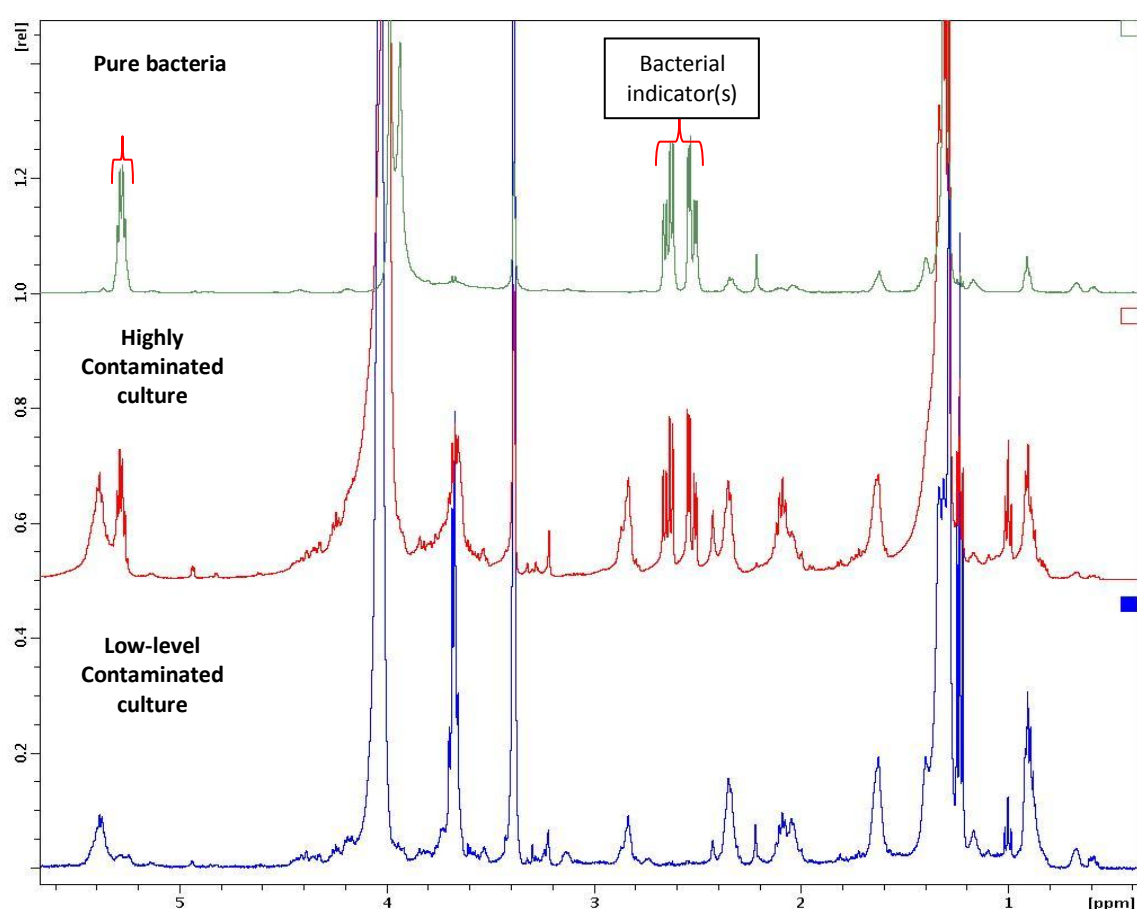 [rel]
Pure bacteria
Bacterial
indicator(s)
1.2
1.0
Highly
Contaminated
culture
0.8
0.6
0.4
Low-level
Contaminated
culture
0.2
5
4
3
2
1
[ppm]